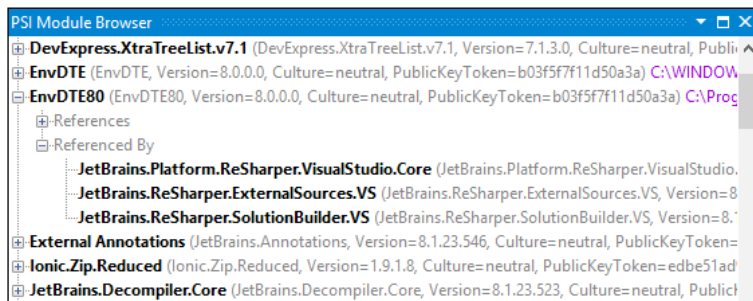 PSI Module Browser
DevExpress.XtraTreeList.v7.1 (DevExpress.XtraTreeList.v7.1, Version=7.1.3.0, Culture=neutral, Public
EnvDTE (EnvDTE, Version=8.0.0.0, Culture=neutral, PublicKeyToken=b03f5f7f11d50a3a) C:\WINDOW
EnvDTE80 (EnvDTE80, Version=8.0.0.0, Culture=neutral, PublicKeyToken=b03f5f7f11d50a3a) C:\Prog
References
Referenced By
JetBrains.Platform.ReSharper.VisualStudio.Core (JetBrains.Platform.ReSharper.VisualStudio.
JetBrains.ReSharper.ExternalSources.VS (JetBrains.ReSharper.ExternalSources.VS, Version=8
JetBrains.ReSharper.SolutionBuilder.VS (JetBrains.ReSharper.SolutionBuilder.VS, Version=8.1
External Annotations (JetBrains.Annotations, Version=8.1.23.546, Culture=neutral, PublicKeyToken=
Ionic.Zip.Reduced (Ionic.Zip.Reduced, Version=1.9.1.8, Culture=neutral, PublicKeyToken=edbe51ad
JetBrains.Decompiler.Core (JetBrains.Decompiler.Core, Version=8.1.23.523, Culture=neutral, Public